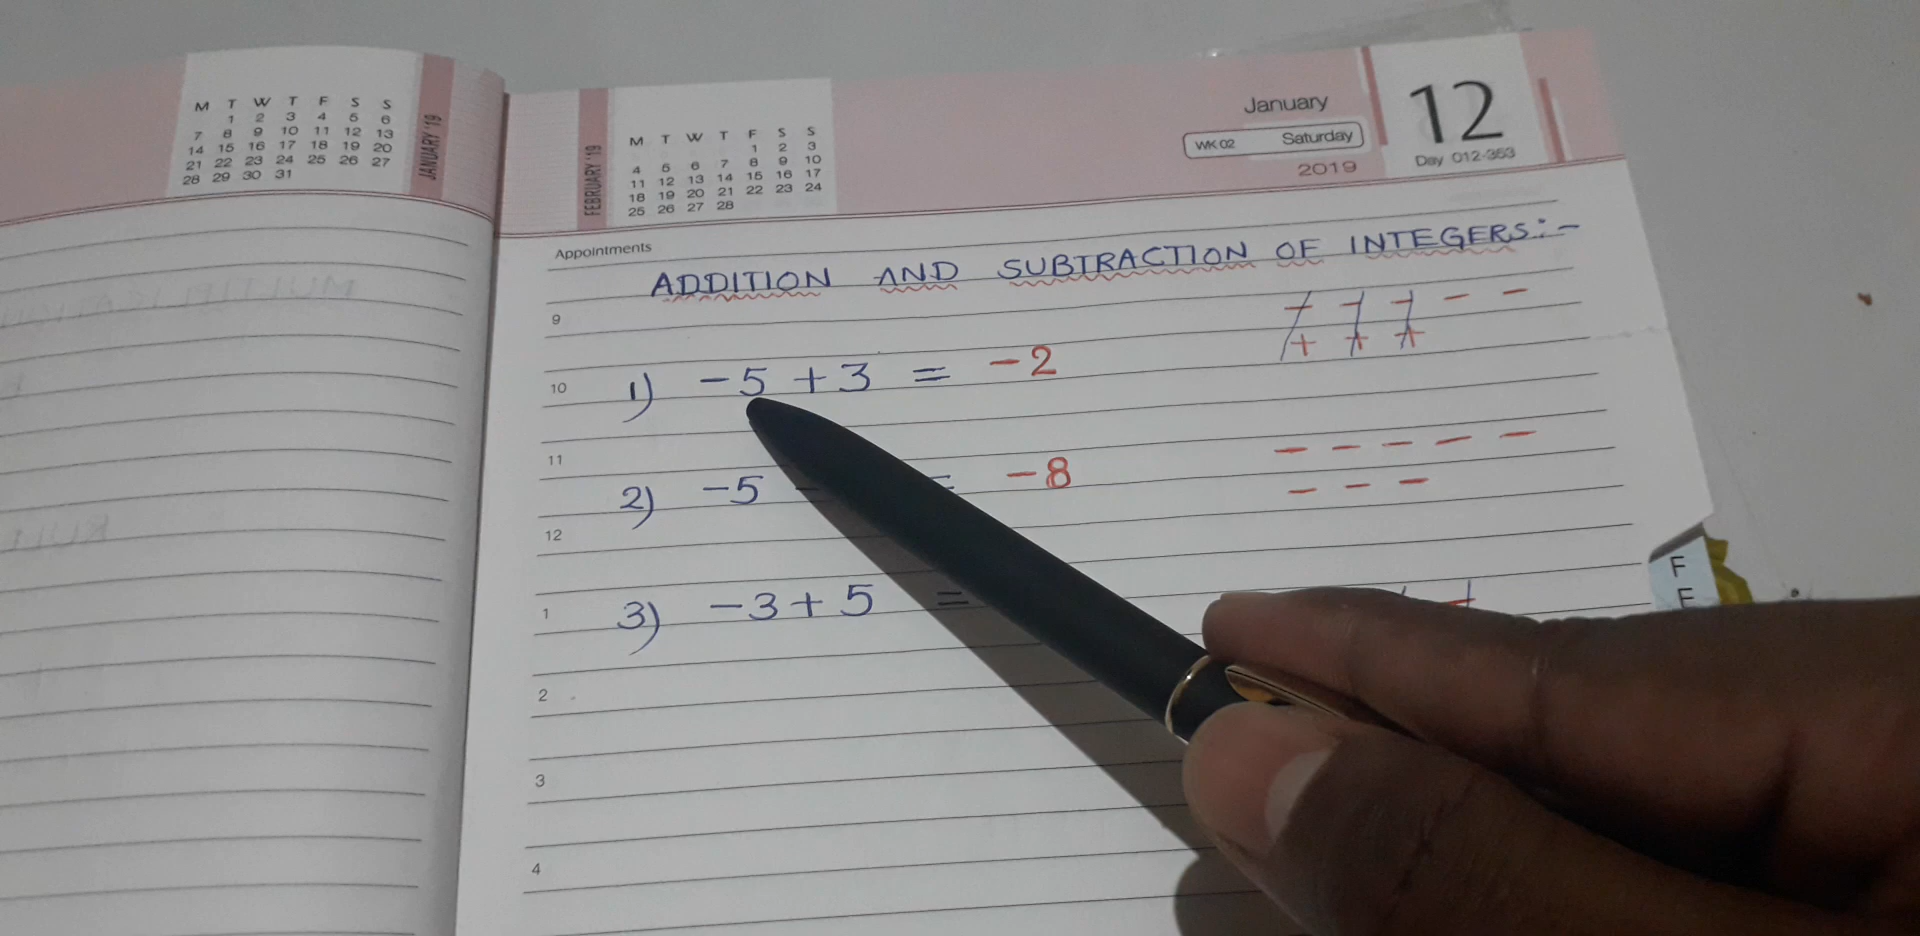 M T W T F S S
1 2 3 4 5 6
7 8 9 10 11 12 13
14 15 16 17 18 19 20
21 22 23 24 25 26 27
28 29 30 31
JANUARY '19
FEBRUARY '19
M T W T F S S
1 2 3
4 5 6 7 8 9 10
11 12 13 14 15 16 17
18 19 20 21 22 23 24
25 26 27 28
January
WK 02 Saturday
2019
12
Day 012-353
Appointments
ADDITION AND SUBTRACTION OF INTEGERS:-
9
- - - - -
+ + +
10
1) -5 +3 = -2
11
- - - - -
2) -5 - = -8
- - -
12
1
3) -3+5 =
2
3
4
F
F